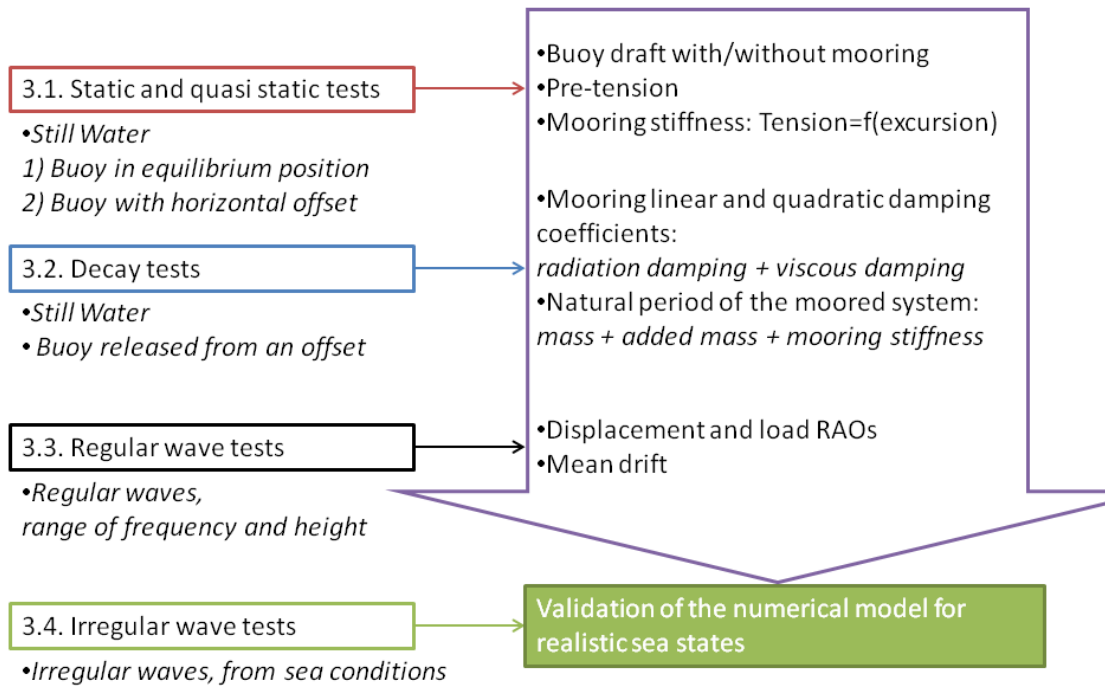 3.1. Static and quasi static tests
•Still Water
1) Buoy in equilibrium position
2) Buoy with horizontal offset
•Buoy draft with/without mooring
•Pre-tension
•Mooring stiffness: Tension=f(excursion)
3.2. Decay tests
•Still Water
• Buoy released from an offset
•Mooring linear and quadratic damping
coefficients:
radiation damping + viscous damping
•Natural period of the moored system:
mass + added mass + mooring stiffness
3.3. Regular wave tests
•Regular waves,
range of frequency and height
•Displacement and load RAOs
•Mean drift
3.4. Irregular wave tests
•Irregular waves, from sea conditions
Validation of the numerical model for
realistic sea states